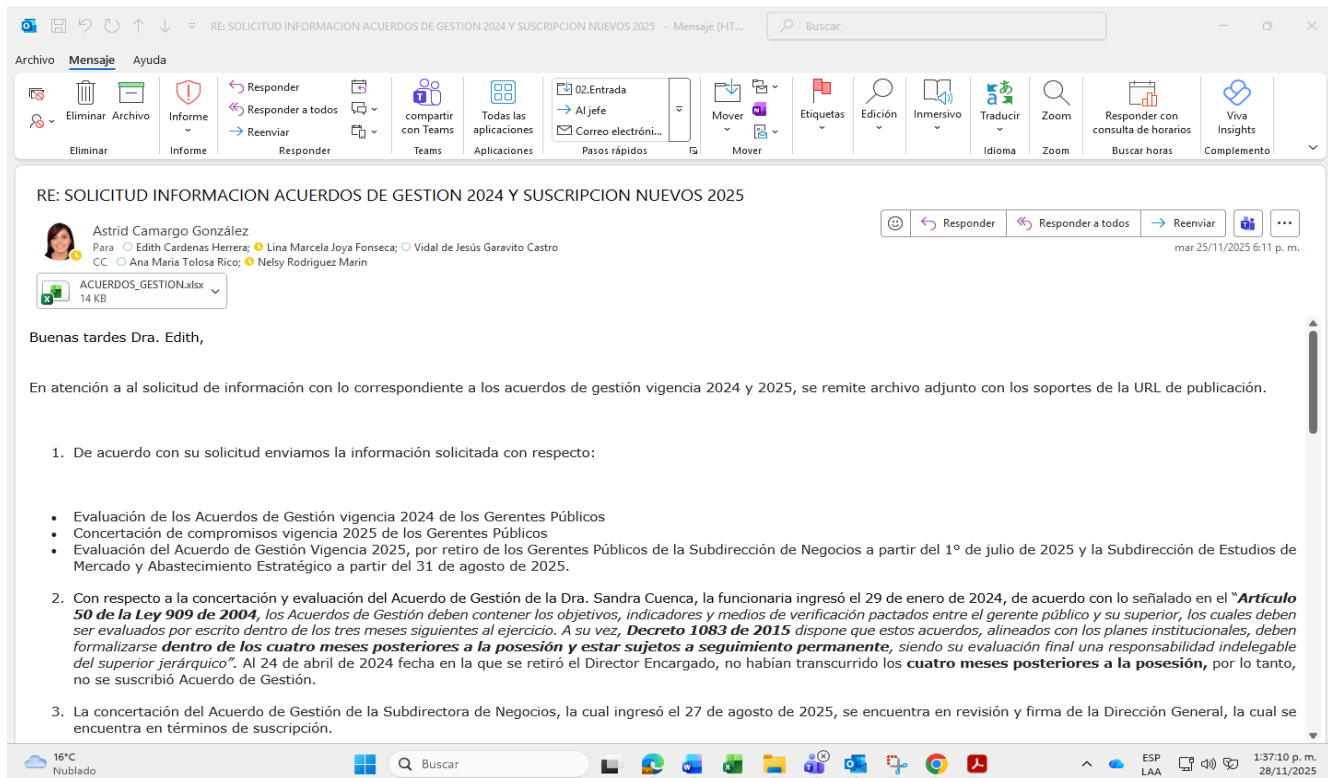 RE: SOLICITUD INFORMACION ACUERDOS DE GESTION 2024 Y SUSCRIPCION NUEVOS 2025 - Mensaje (HT...
Buscar
Archivo Mensaje Ayuda
Eliminar Archivo
Informe
Responder
Responder a todos
Reenviar
compartir con Teams
Todas las aplicaciones
02.Entrada
Al jefe
Correo electróni...
Mover
Etiquetas
Edición
Inmersivo
Traducir
Zoom
Responder con consulta de horarios
Viva Insights
Eliminar Informe Responder Teams Aplicaciones Pasos rápidos Mover Idioma Zoom Buscar horas Complemento
RE: SOLICITUD INFORMACION ACUERDOS DE GESTION 2024 Y SUSCRIPCION NUEVOS 2025
Astrid Camargo González
Para Edith Cardenas Herrera; Lina Marcela Joya Fonseca; Vidal de Jesús Garavito Castro
CC Ana Maria Tolosa Rico; Nelsy Rodriguez Marin
Responder Responder a todos Reenviar
mar 25/11/2025 6:11 p. m.
ACUERDOS_GESTION.xlsx
14 KB
Buenas tardes Dra. Edith,
En atención a al solicitud de información con lo correspondiente a los acuerdos de gestión vigencia 2024 y 2025, se remite archivo adjunto con los soportes de la URL de publicación.
1. De acuerdo con su solicitud enviamos la información solicitada con respecto:
• Evaluación de los Acuerdos de Gestión vigencia 2024 de los Gerentes Públicos
• Concertación de compromisos vigencia 2025 de los Gerentes Públicos
• Evaluación del Acuerdo de Gestión Vigencia 2025, por retiro de los Gerentes Públicos de la Subdirección de Negocios a partir del 1º de julio de 2025 y la Subdirección de Estudios de
Mercado y Abastecimiento Estratégico a partir del 31 de agosto de 2025.
2. Con respecto a la concertación y evaluación del Acuerdo de Gestión de la Dra. Sandra Cuenca, la funcionaria ingresó el 29 de enero de 2024, de acuerdo con lo señalado en el “Artículo
50 de la Ley 909 de 2004, los Acuerdos de Gestión deben contener los objetivos, indicadores y medios de verificación pactados entre el gerente público y su superior, los cuales deben
ser evaluados por escrito dentro de los tres meses siguientes al ejercicio. A su vez, Decreto 1083 de 2015 dispone que estos acuerdos, alineados con los planes institucionales, deben
formalizarse dentro de los cuatro meses posteriores a la posesión y estar sujetos a seguimiento permanente, siendo su evaluación final una responsabilidad indelegable
del superior jerárquico”. Al 24 de abril de 2024 fecha en la que se retiró el Director Encargado, no habían transcurrido los cuatro meses posteriores a la posesión, por lo tanto,
no se suscribió Acuerdo de Gestión.
3. La concertación del Acuerdo de Gestión de la Subdirectora de Negocios, la cual ingresó el 27 de agosto de 2025, se encuentra en revisión y firma de la Dirección General, la cual se
encuentra en términos de suscripción.
16°C
Nublado
Buscar
ESP
LAA
1:37:10 p. m.
28/11/2025